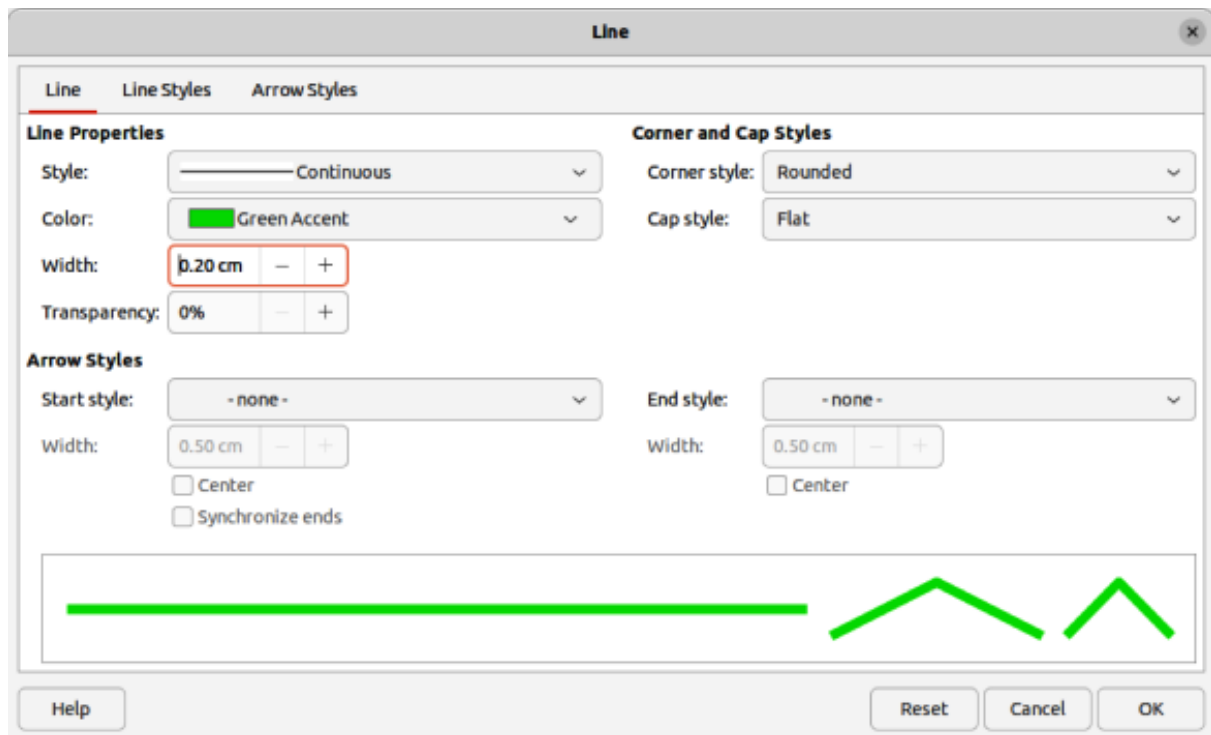 Line
Line Line Styles Arrow Styles
Line Properties Corner and Cap Styles
Style: Continuous Corner style: Rounded
Color: Green Accent Cap style: Flat
Width: 0.20 cm − +
Transparency: 0% − +
Arrow Styles
Start style: - none - End style: - none -
Width: 0.50 cm − + Width: 0.50 cm − +
Center Center
Synchronize ends
Help Reset Cancel OK